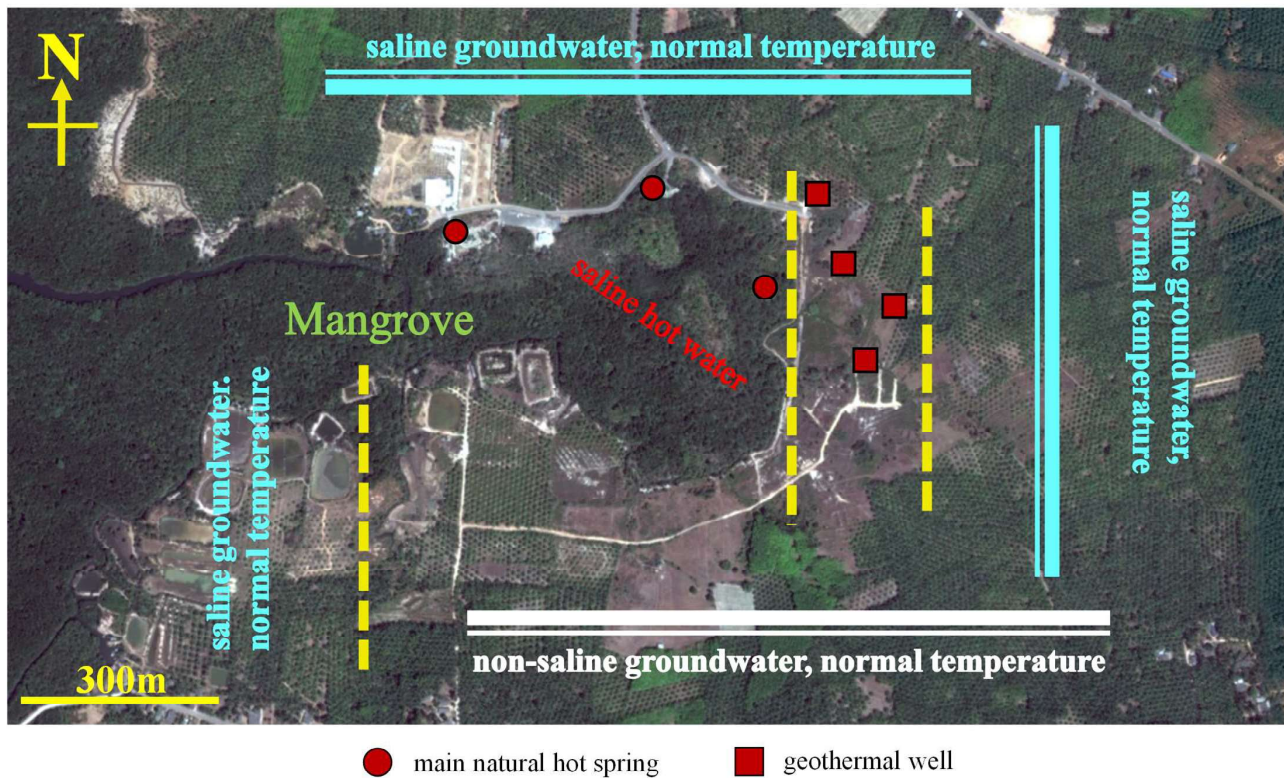 N
saline groundwater, normal temperature
saline groundwater,
normal temperature
saline hot water
Mangrove
saline groundwater.
normal temperature
non-saline groundwater, normal temperature
300m
main natural hot spring
geothermal well